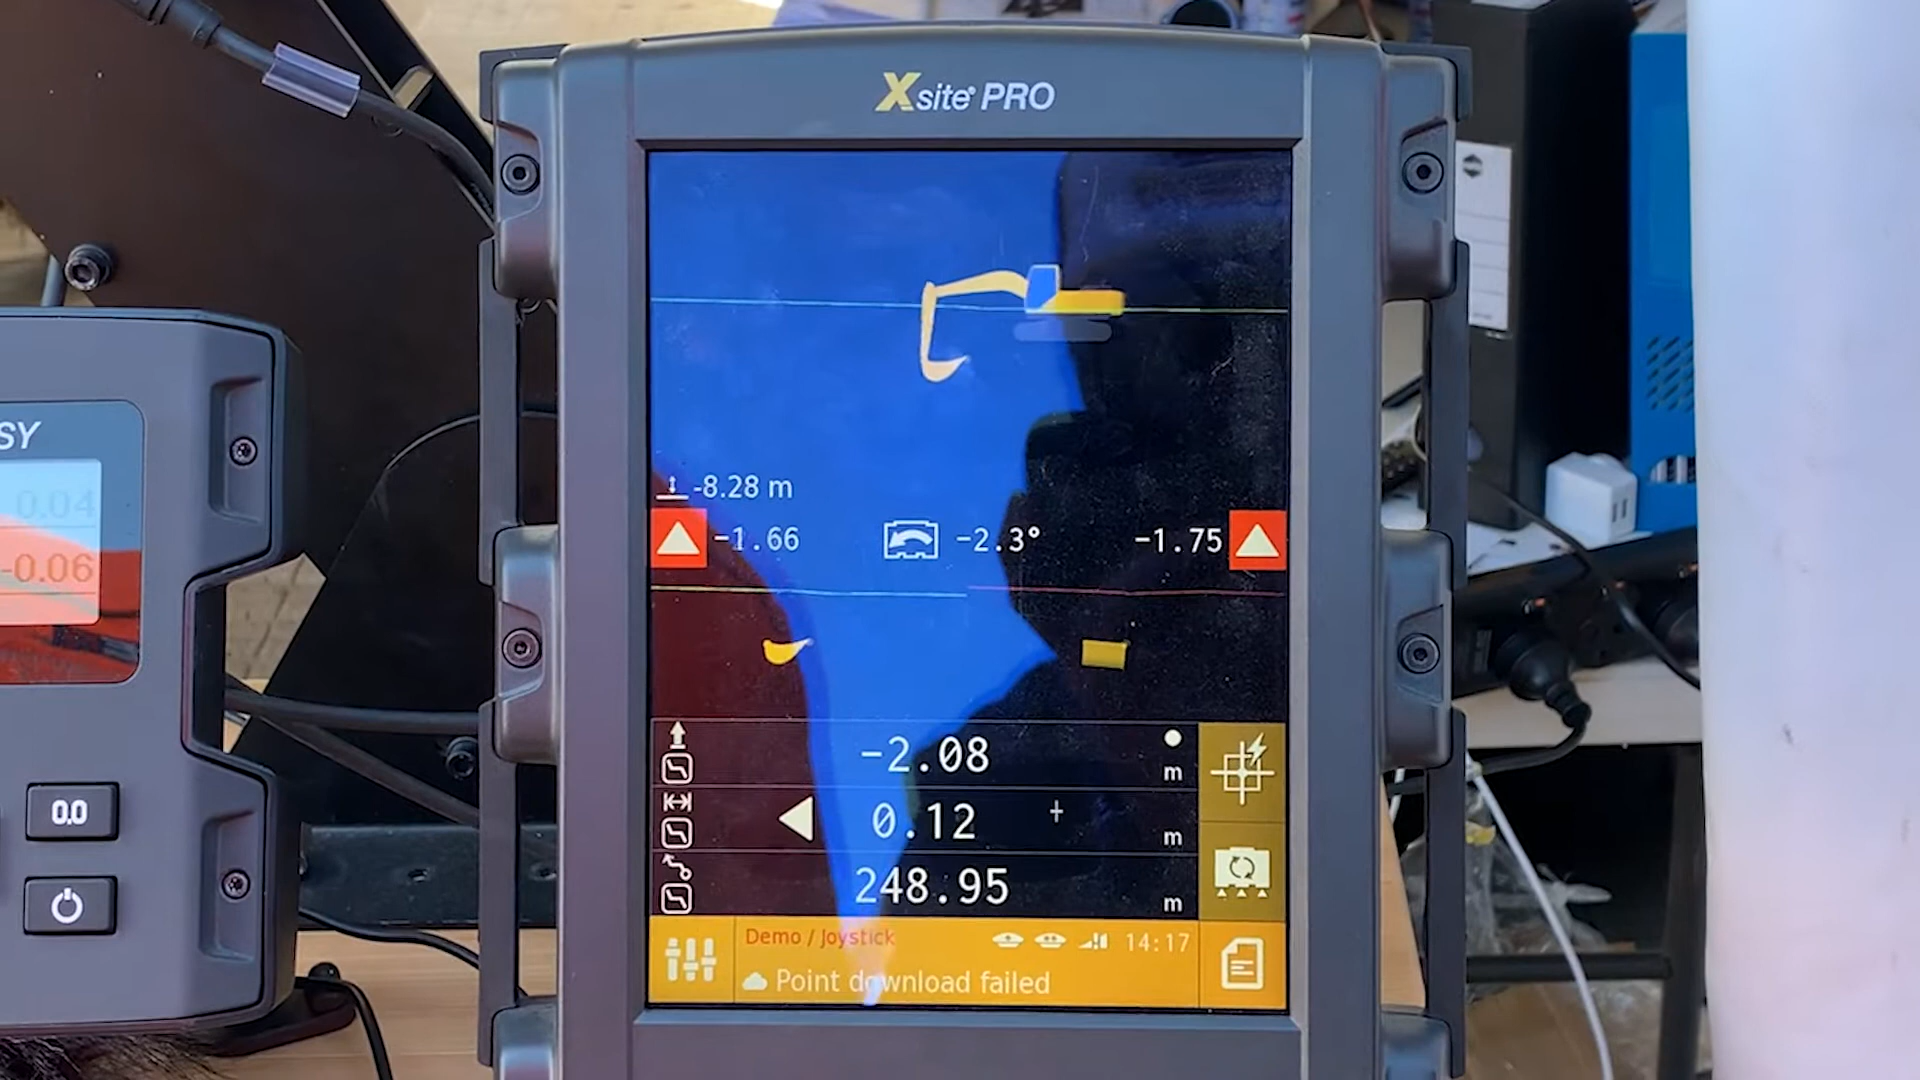 Xsite® PRO
-8.28 m
-1.66
-2.3°
-1.75
-2.08
m
0.12
m
248.95
m
Demo / Joystick
14:17
Point download failed
SY
0.04
-0.06
0.0